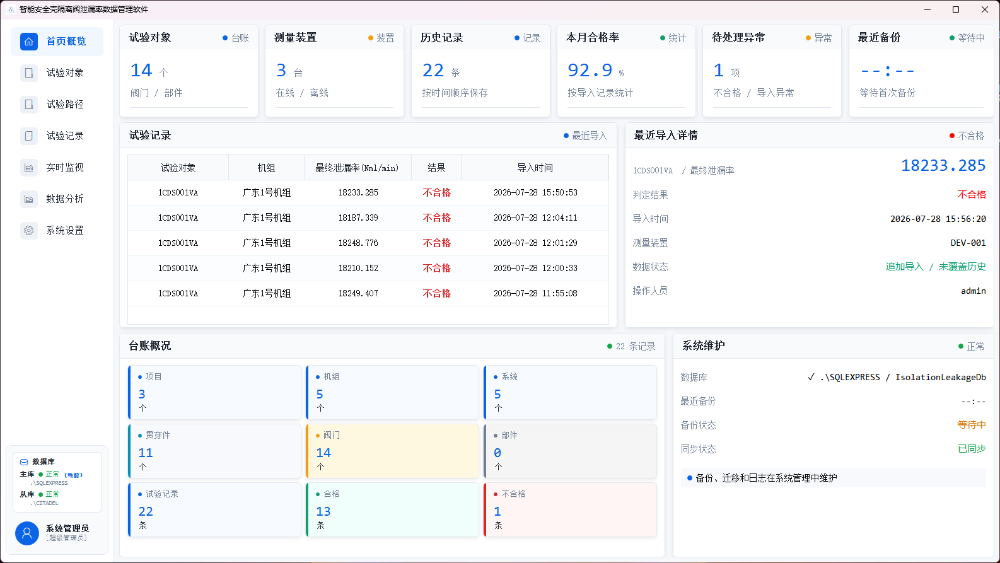 智能安全壳隔离阀泄漏率数据管理软件
首页概览
试验对象
试验路径
试验记录
实时监视
数据分析
系统设置
数据库
主库 正常 (当前)
.\SQLEXPRESS
从库 正常
.\CITADEL
系统管理员
[超级管理员]
试验对象 台账
14 个
阀门 / 部件
测量装置 装置
3 台
在线 / 离线
历史记录 记录
22 条
按时间顺序保存
本月合格率 统计
92.9 %
按导入记录统计
待处理异常 异常
1 项
不合格 / 导入异常
最近备份 等待中
--:--
等待首次备份
试验记录 最近导入
试验对象 机组 最终泄漏率(Nml/min) 结果 导入时间
1CDS001VA 广东1号机组 18233.285 不合格 2026-07-28 15:50:53
1CDS001VA 广东1号机组 18187.339 不合格 2026-07-28 12:04:11
1CDS001VA 广东1号机组 18248.776 不合格 2026-07-28 12:01:29
1CDS001VA 广东1号机组 18210.152 不合格 2026-07-28 12:00:33
1CDS001VA 广东1号机组 18249.407 不合格 2026-07-28 11:55:08
最近导入详情 不合格
1CDS001VA / 最终泄漏率 18233.285
判定结果 不合格
导入时间 2026-07-28 15:56:20
测量装置 DEV-001
数据状态 追加导入 / 未覆盖历史
操作人员 admin
台账概况 22 条记录
项目
3
个
机组
5
个
系统
5
个
贯穿件
11
个
阀门
14
个
部件
0
个
试验记录
22
条
合格
13
条
不合格
1
条
系统维护 正常
数据库 ✓ .\SQLEXPRESS / IsolationLeakageDb
最近备份 --:--
备份状态 等待中
同步状态 已同步
备份、迁移和日志在系统管理中维护